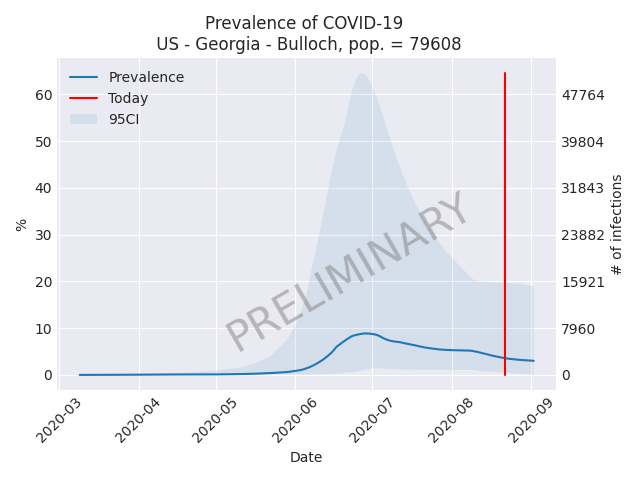 Prevalence of COVID-19
US - Georgia - Bulloch, pop. = 79608
Prevalence
Today
95CI
PRELIMINARY
%
60
50
40
30
20
10
0
47764
39804
31843
23882
15921
7960
0
# of infections
2020-03
2020-04
2020-05
2020-06
2020-07
2020-08
2020-09
Date